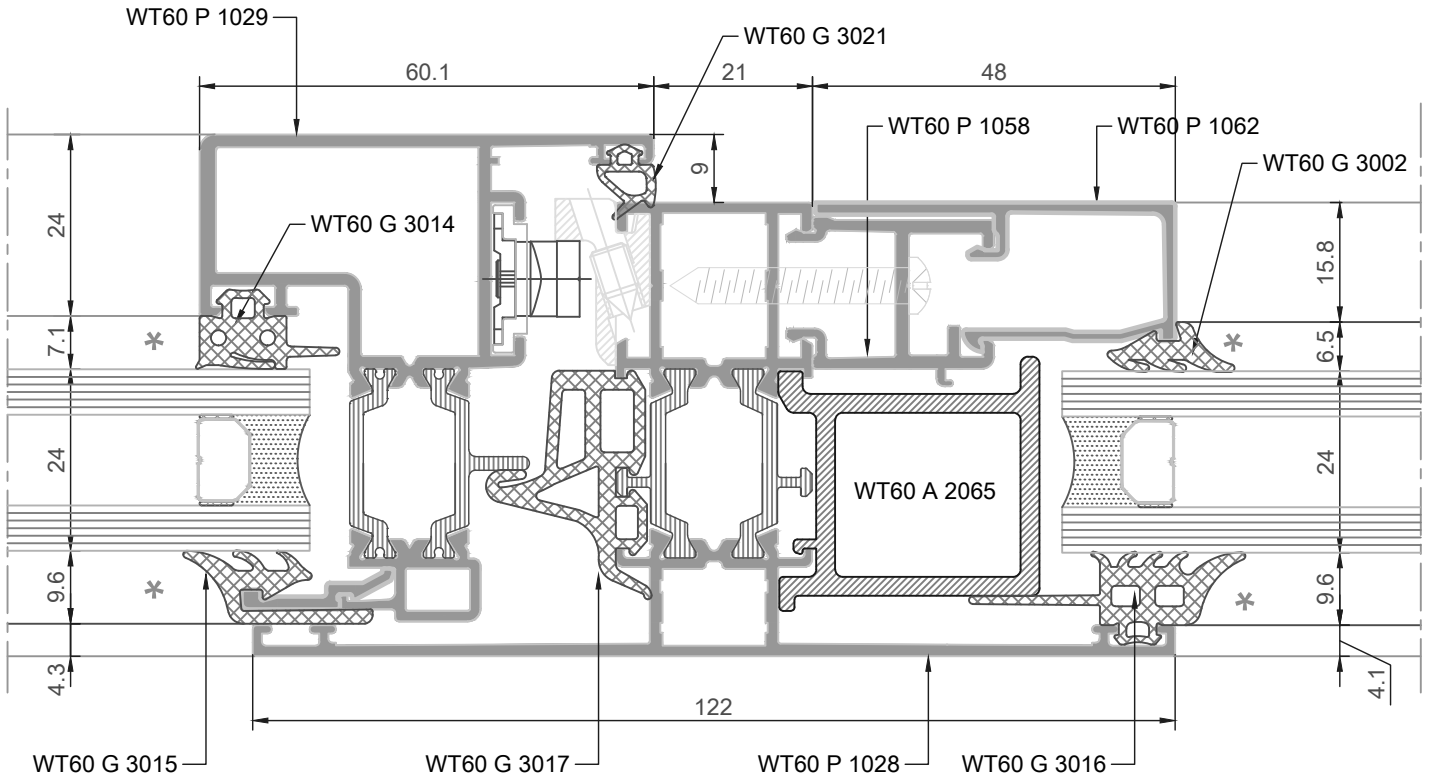 WT60 P 1029
WT60 G 3021
60.1
21
48
WT60 P 1058
WT60 P 1062
9
WT60 G 3002
24
WT60 G 3014
15.8
7.1
*
*
6.5
24
WT60 A 2065
24
9.6
*
*
9.6
4.3
4.1
122
WT60 G 3015
WT60 G 3017
WT60 P 1028
WT60 G 3016